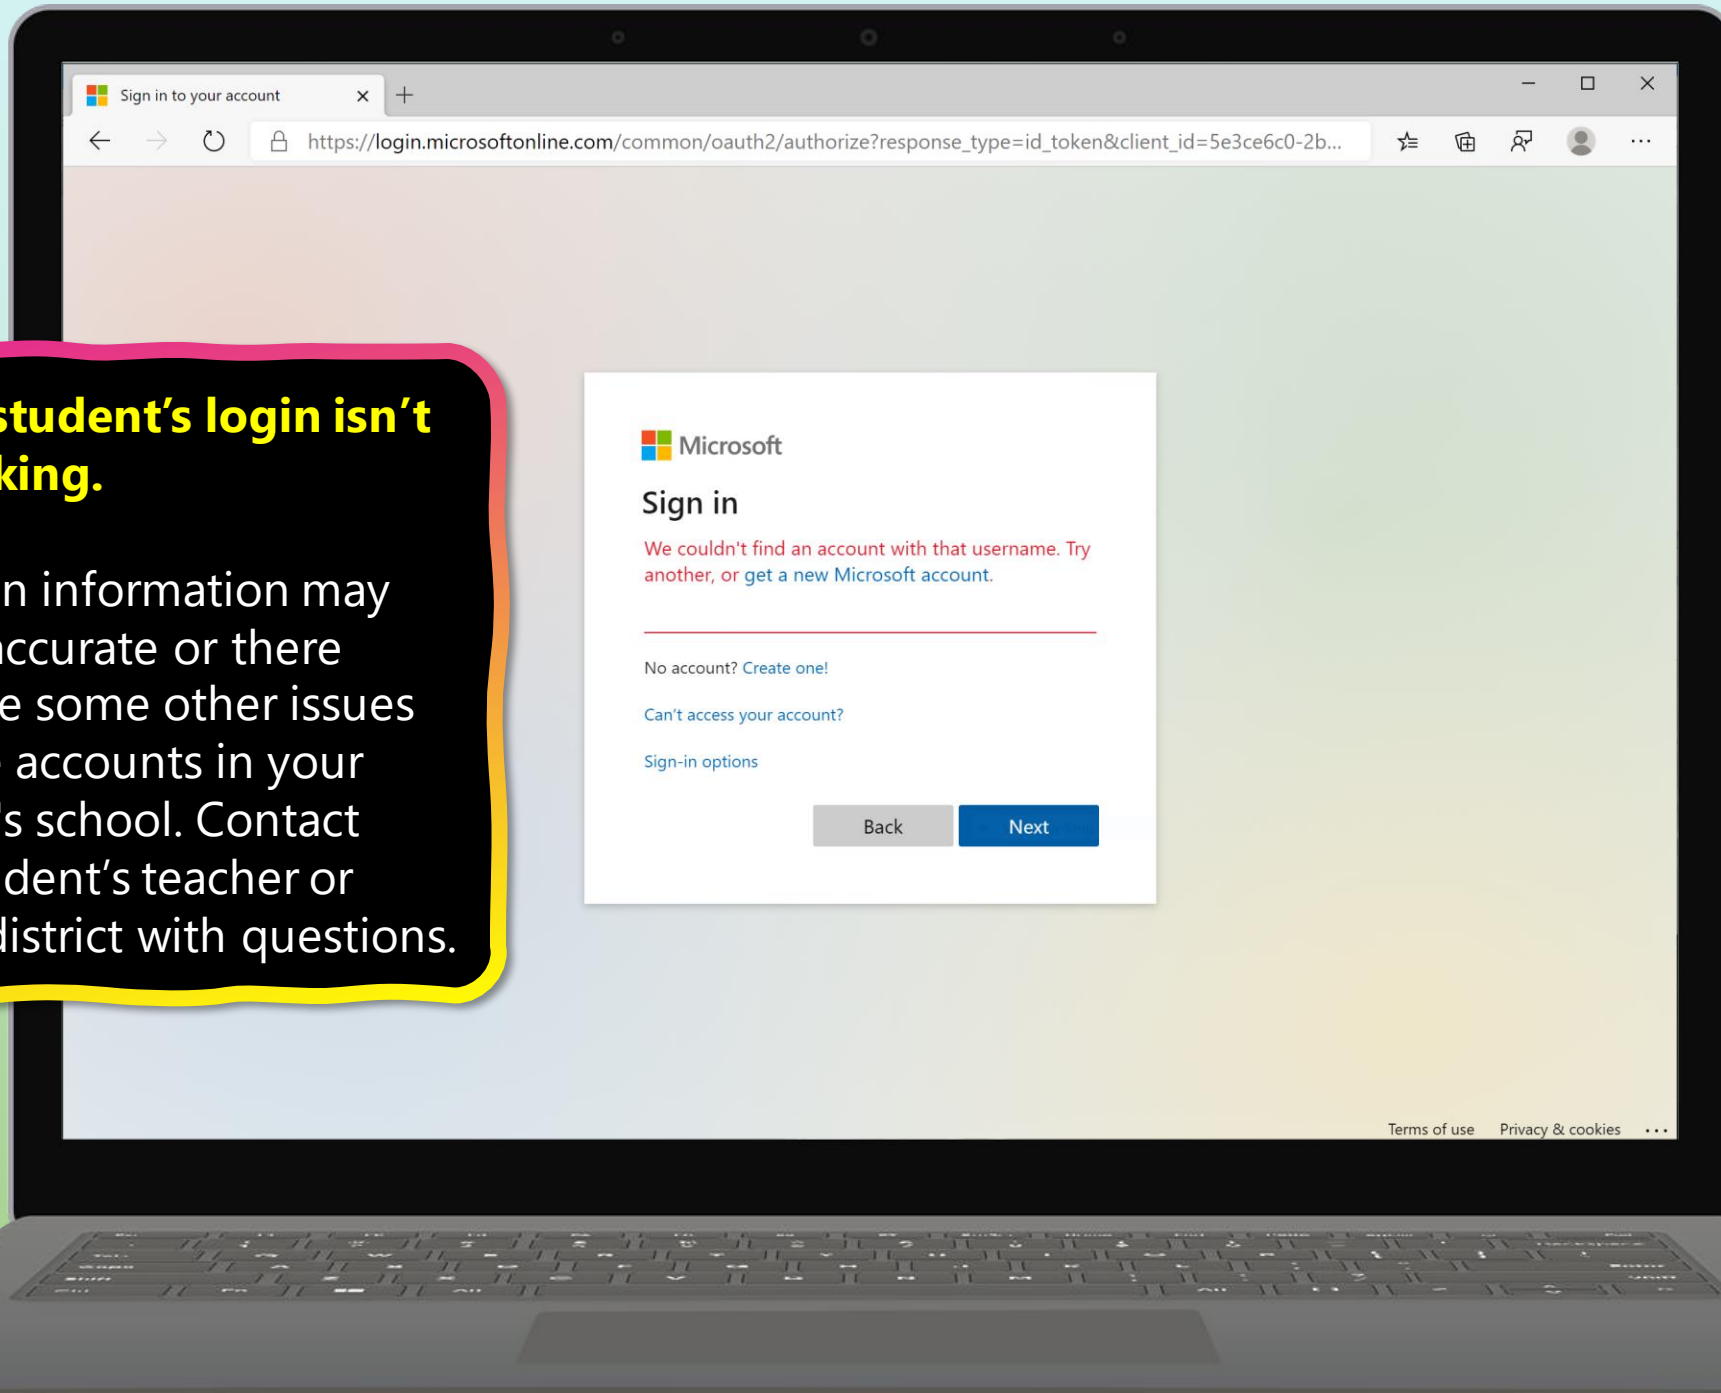 Sign in to your account
https://login.microsoftonline.com/common/oauth2/authorize?response_type=id_token&client_id=5e3ce6c0-2b...
student’s login isn’t
king.
n information may
accurate or there
e some other issues
accounts in your
's school. Contact
dent’s teacher or
district with questions.
Microsoft
Sign in
We couldn't find an account with that username. Try
another, or get a new Microsoft account.
No account? Create one!
Can’t access your account?
Sign-in options
Back
Next
Terms of use Privacy & cookies ...